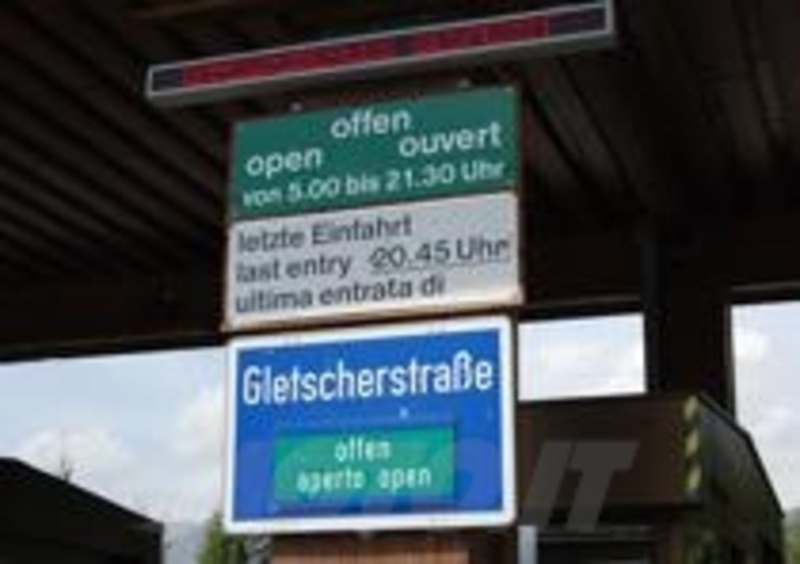 offen
open ouvert
von 5.00 bis 21.30 Uhr
letzte Einfahrt
last entry 20.45 Uhr
ultima entrata di
Gletscherstraße
offen
aperto open